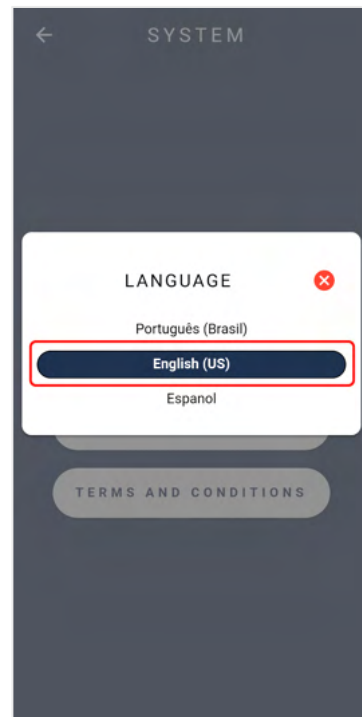 SYSTEM
LANGUAGE
Português (Brasil)
English (US)
Espanol
TERMS AND CONDITIONS